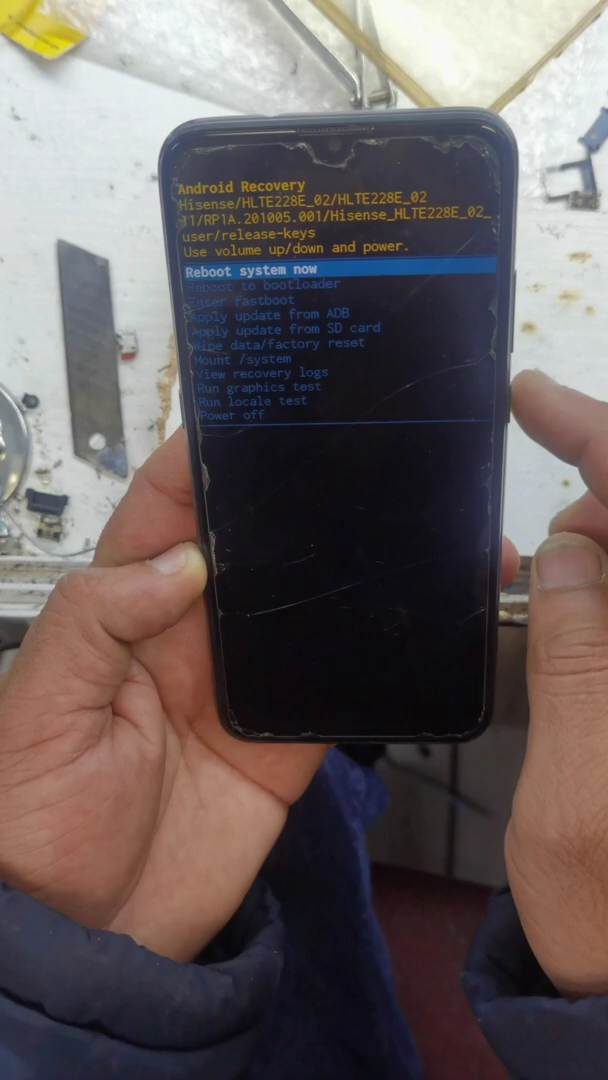 Android Recovery
Hisense/HLTE228E_02/HLTE228E_02
11/RP1A.201005.001/Hisense_HLTE228E_02_
user/release-keys
Use volume up/down and power.
Reboot system now
Reboot to bootloader
Enter fastboot
Apply update from ADB
Apply update from SD card
Wipe data/factory reset
Mount /system
View recovery logs
Run graphics test
Run locale test
Power off